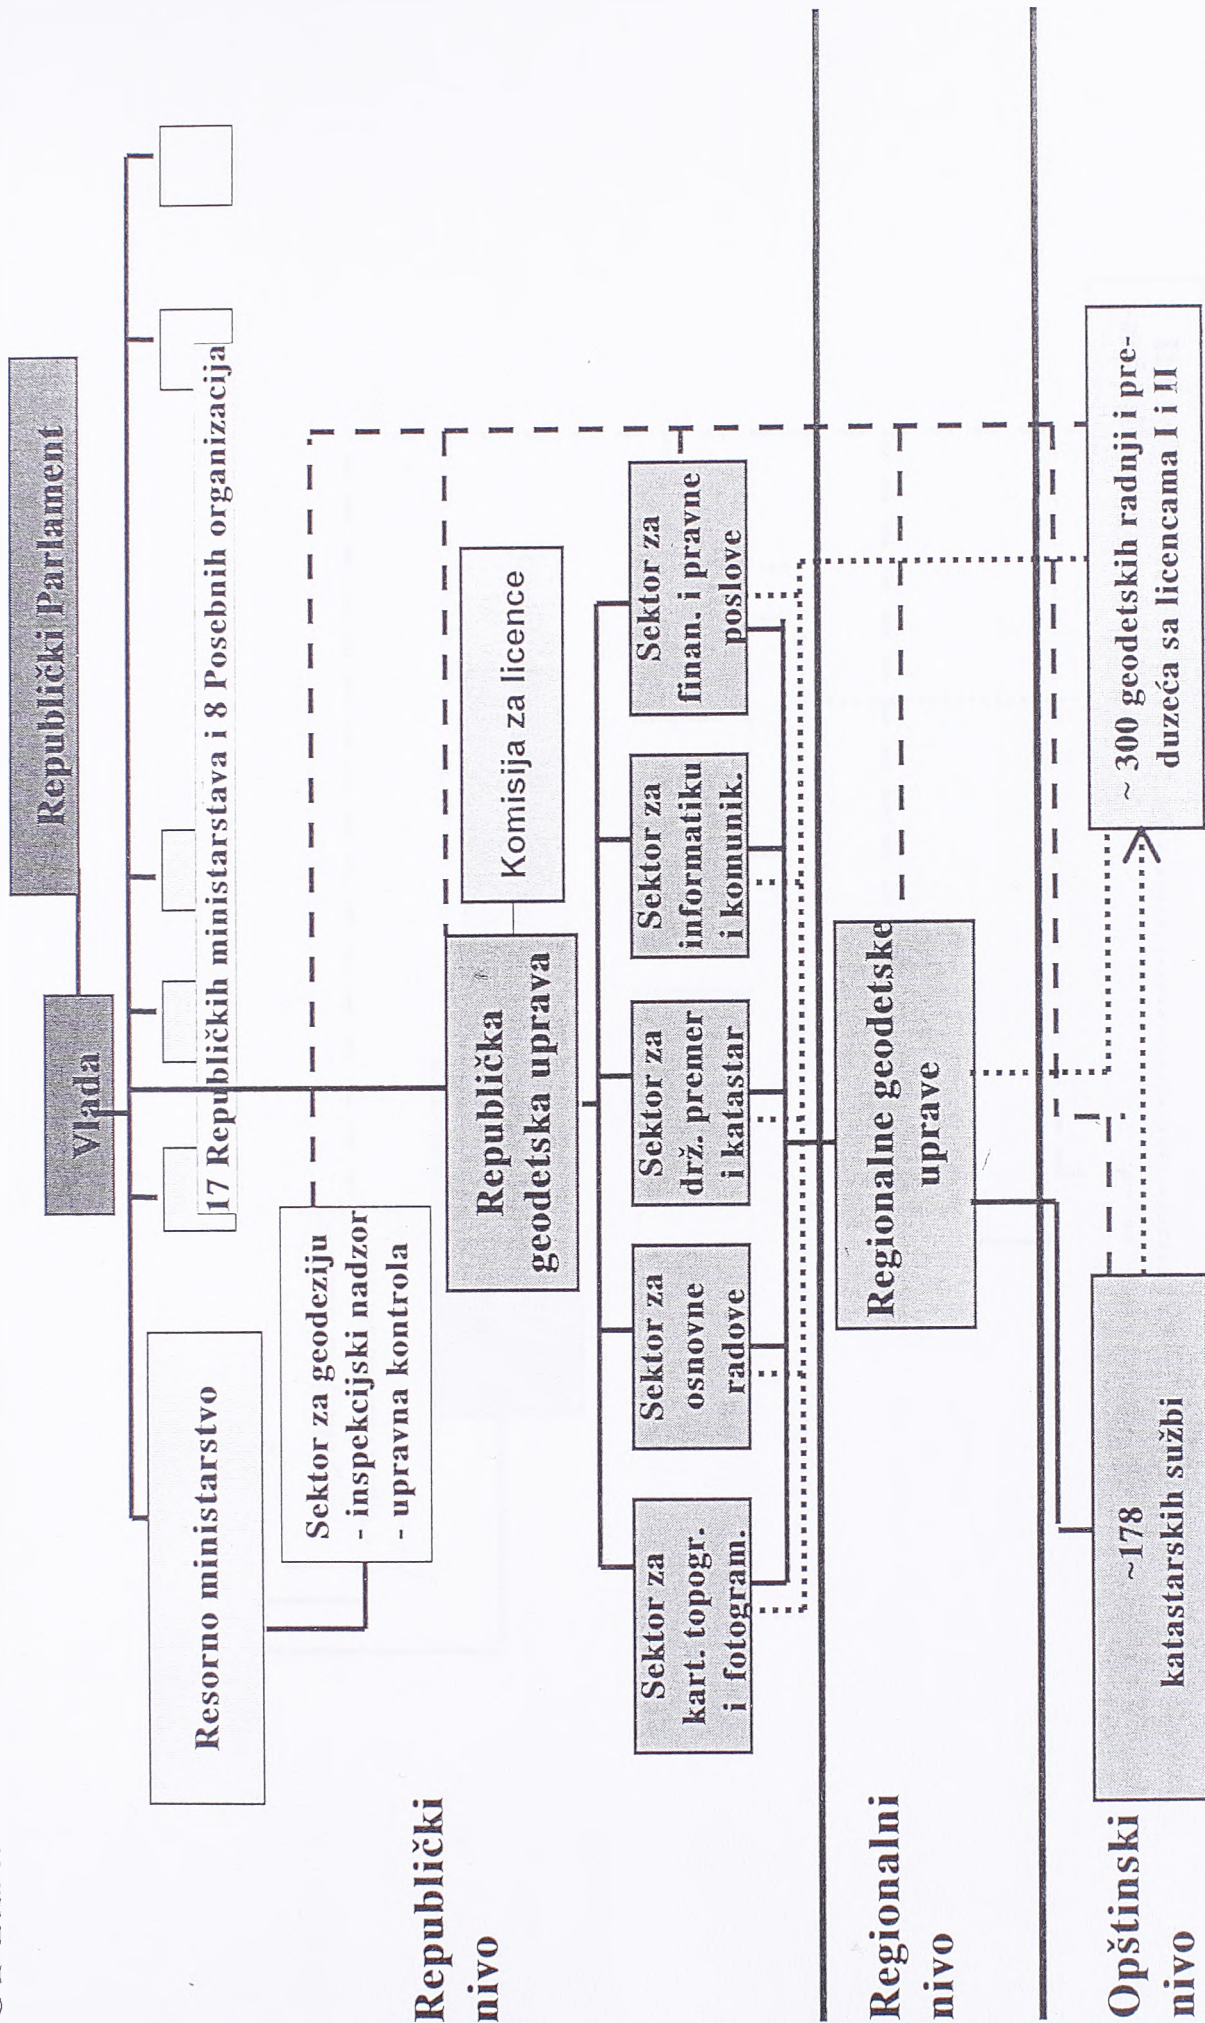 Republički Parlament
Vlada
17 Republičkih ministarstava i 8 Posebnih organizacija
Resorno ministarstvo
Sektor za geodeziju
- inspekcijski nadzor
- upravna kontrola
Republički
nivo
Republička
geodetska uprava
Komisija za licence
Sektor za
kart. topogr.
i fotogram.
Sektor za
osnovne
radove
Sektor za
drž. premer
i katastar
Sektor za
informatiku
i komunik.
Sektor za
finan. i pravne
poslove
Regionalni
nivo
Regionalne geodetske
uprave
Opštinski
nivo
~178
katastarskih sužbi
~ 300 geodetskih radnji i pre-
duzeća sa licencama I i II